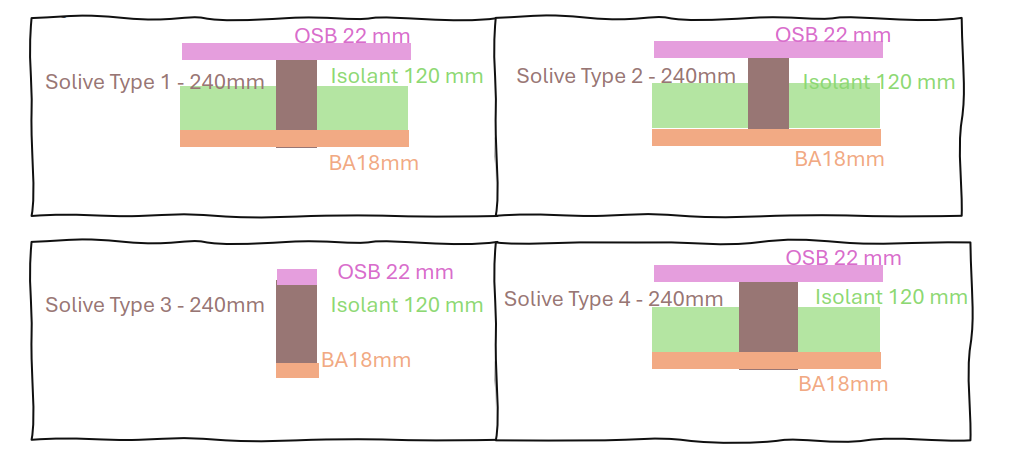 OSB 22 mm
Solive Type 1 - 240mm
Isolant 120 mm
BA18mm
OSB 22 mm
Solive Type 2 - 240mm
Isolant 120 mm
BA18mm
OSB 22 mm
Solive Type 3 - 240mm
Isolant 120 mm
BA18mm
OSB 22 mm
Solive Type 4 - 240mm
Isolant 120 mm
BA18mm